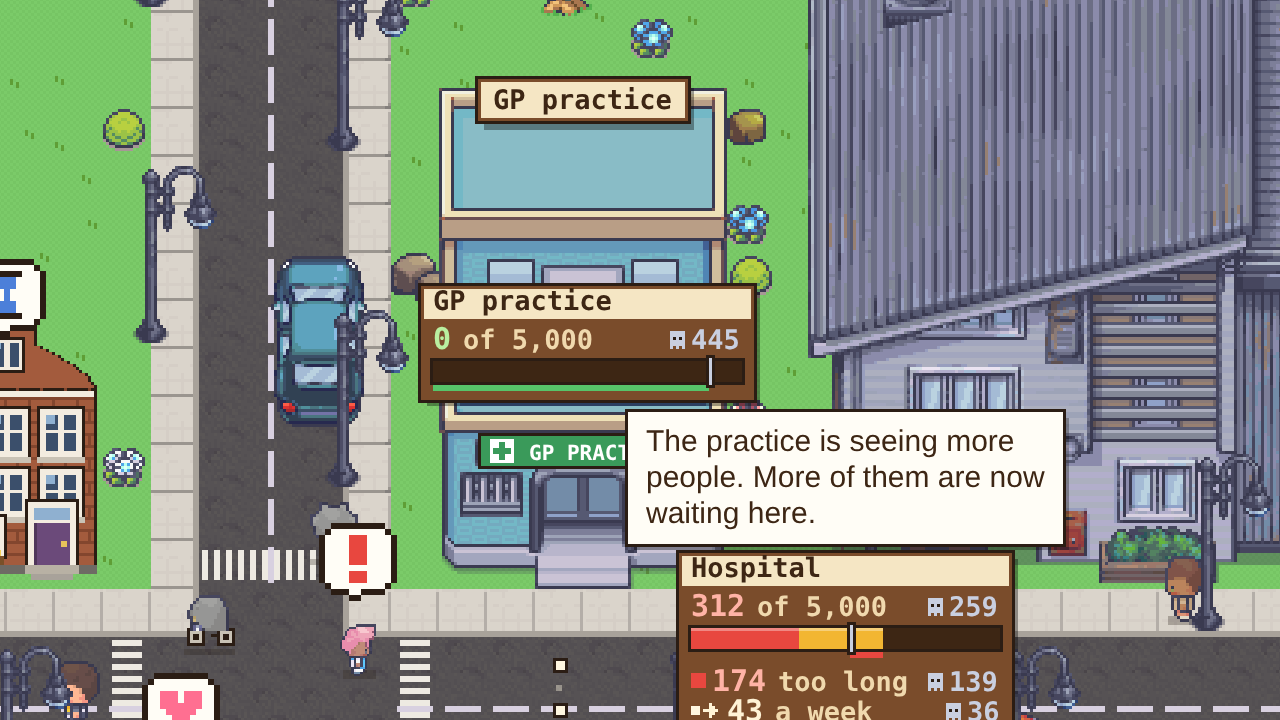 GP practice
GP practice
0 of 5,000 445
GP PRACT
The practice is seeing more
people. More of them are now
waiting here.
Hospital
312 of 5,000 259
174 too long 139
43 a week 36